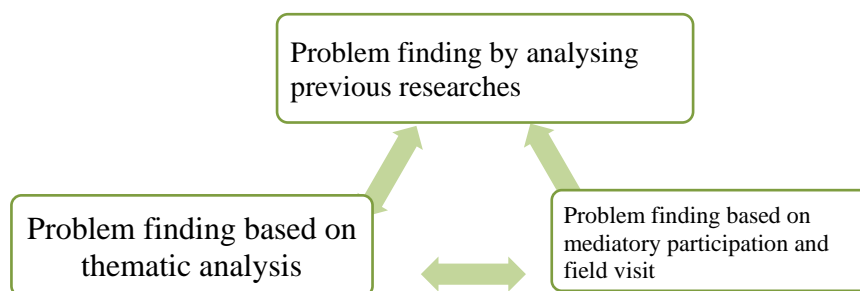 Problem finding by analysing
previous researches
Problem finding based on
thematic analysis
Problem finding based on
mediatory participation and
field visit